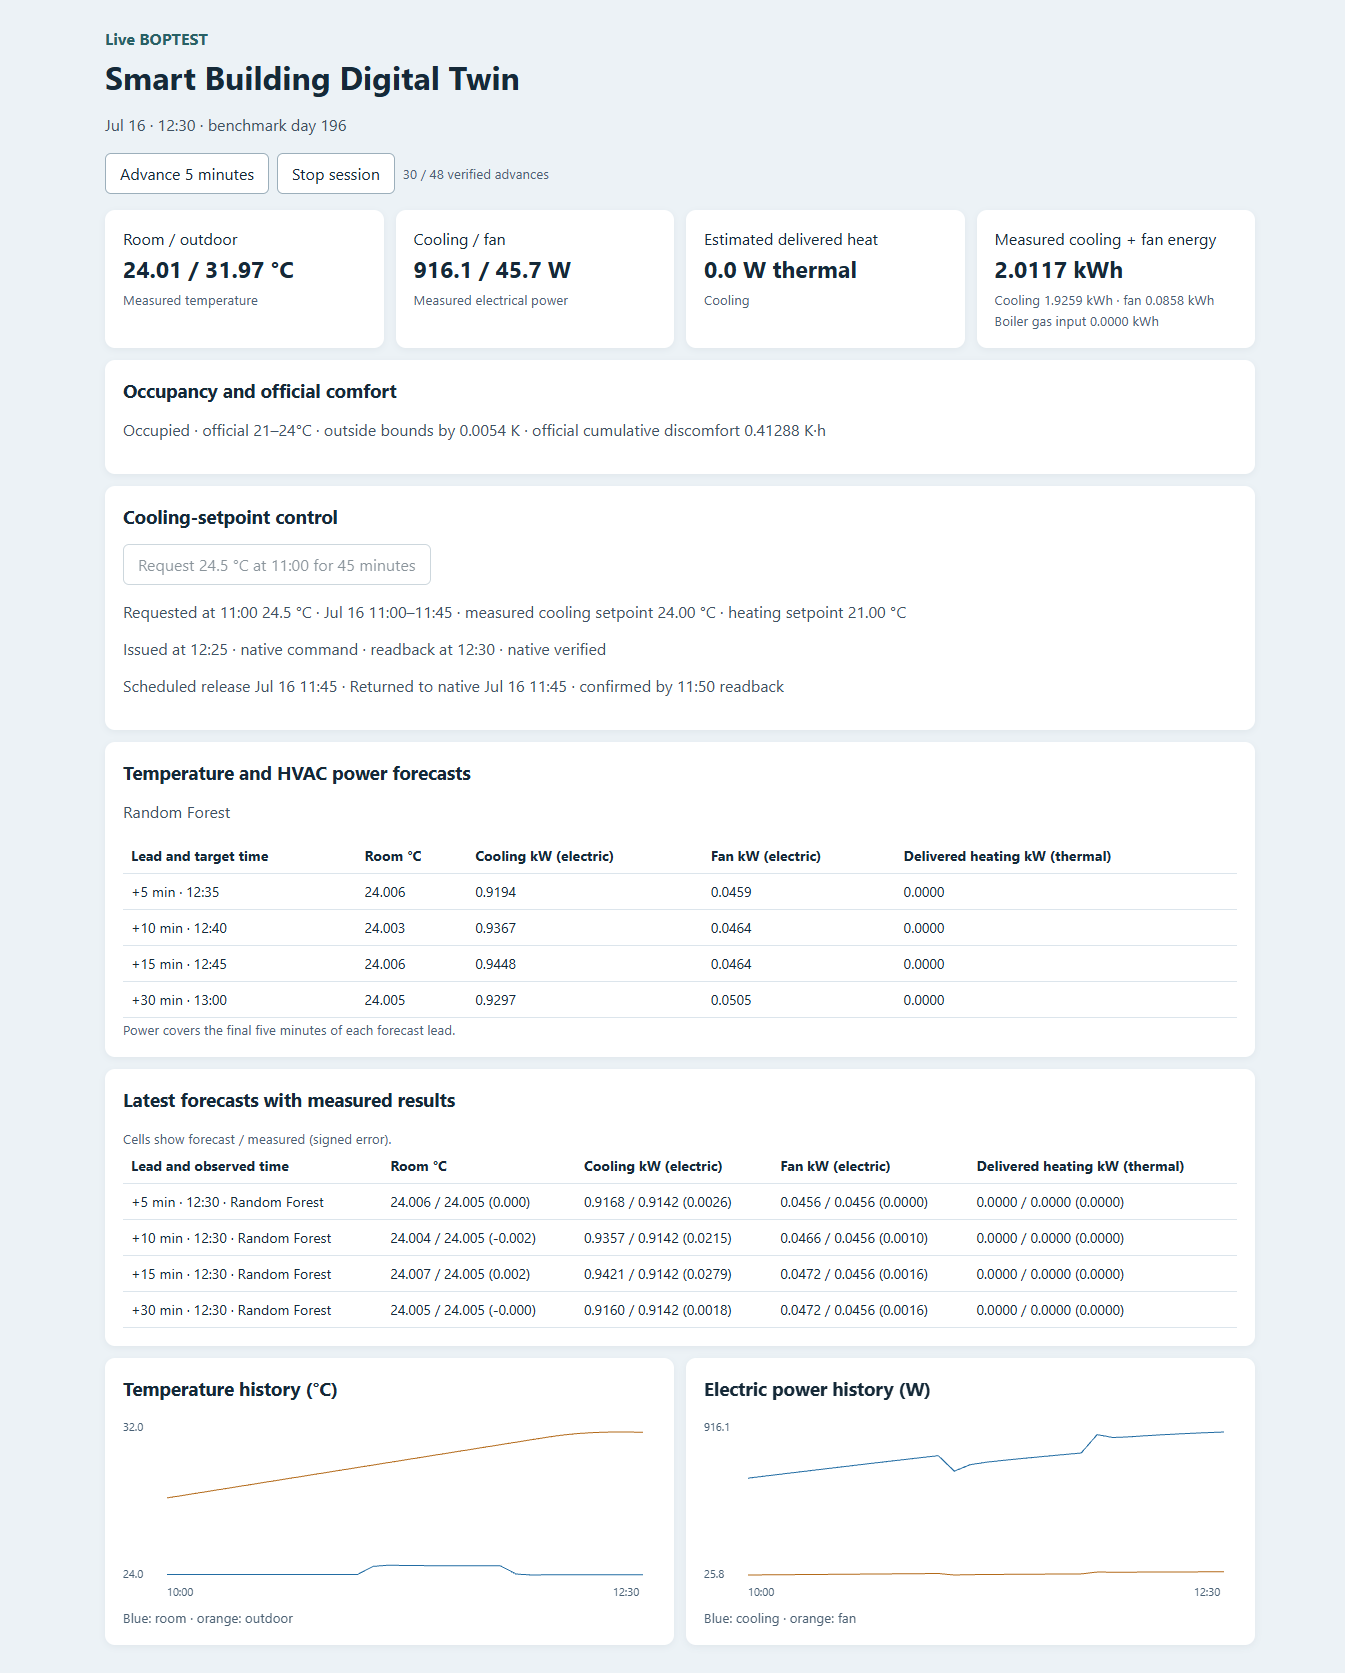 Live BOPTEST
Smart Building Digital Twin
Jul 16 · 12:30 · benchmark day 196
Advance 5 minutes Stop session 30 / 48 verified advances
Room / outdoor
24.01 / 31.97 °C
Measured temperature
Cooling / fan
916.1 / 45.7 W
Measured electrical power
Estimated delivered heat
0.0 W thermal
Cooling
Measured cooling + fan energy
2.0117 kWh
Cooling 1.9259 kWh · fan 0.0858 kWh
Boiler gas input 0.0000 kWh
Occupancy and official comfort
Occupied · official 21–24°C · outside bounds by 0.0054 K · official cumulative discomfort 0.41288 K·h
Cooling-setpoint control
Request 24.5 °C at 11:00 for 45 minutes
Requested at 11:00 24.5 °C · Jul 16 11:00–11:45 · measured cooling setpoint 24.00 °C · heating setpoint 21.00 °C
Issued at 12:25 · native command · readback at 12:30 · native verified
Scheduled release Jul 16 11:45 · Returned to native Jul 16 11:45 · confirmed by 11:50 readback
Temperature and HVAC power forecasts
Random Forest
Lead and target time Room °C Cooling kW (electric) Fan kW (electric) Delivered heating kW (thermal)
+5 min · 12:35 24.006 0.9194 0.0459 0.0000
+10 min · 12:40 24.003 0.9367 0.0464 0.0000
+15 min · 12:45 24.006 0.9448 0.0464 0.0000
+30 min · 13:00 24.005 0.9297 0.0505 0.0000
Power covers the final five minutes of each forecast lead.
Latest forecasts with measured results
Cells show forecast / measured (signed error).
Lead and observed time Room °C Cooling kW (electric) Fan kW (electric) Delivered heating kW (thermal)
+5 min · 12:30 · Random Forest 24.006 / 24.005 (0.000) 0.9168 / 0.9142 (0.0026) 0.0456 / 0.0456 (0.0000) 0.0000 / 0.0000 (0.0000)
+10 min · 12:30 · Random Forest 24.004 / 24.005 (-0.002) 0.9357 / 0.9142 (0.0215) 0.0466 / 0.0456 (0.0010) 0.0000 / 0.0000 (0.0000)
+15 min · 12:30 · Random Forest 24.007 / 24.005 (0.002) 0.9421 / 0.9142 (0.0279) 0.0472 / 0.0456 (0.0016) 0.0000 / 0.0000 (0.0000)
+30 min · 12:30 · Random Forest 24.005 / 24.005 (-0.000) 0.9160 / 0.9142 (0.0018) 0.0472 / 0.0456 (0.0016) 0.0000 / 0.0000 (0.0000)
Temperature history (°C)
32.0
24.0
10:00 12:30
Blue: room · orange: outdoor
Electric power history (W)
916.1
25.8
10:00 12:30
Blue: cooling · orange: fan